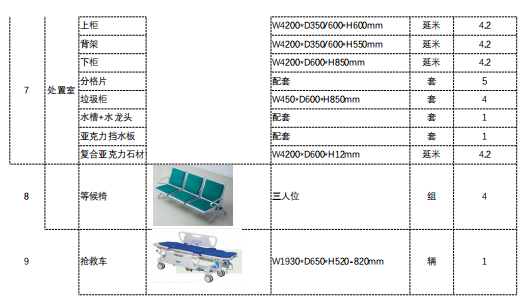 上柜 W4200*D350/600*H600mm 延米 4.2
背架 W4200*D350/600*H550mm 延米 4.2
下柜 W4200*D600*H850mm 延米 4.2
7 处置室 分格片 配套 套 5
垃圾柜 W450*D600*H850mm 套 4
水槽+水龙头 配套 套 1
亚克力挡水板 配套 套 1
复合亚克力石材 W4200*D600*H12mm 延米 4.2
8 等候椅 三人位 组 4
9 抢救车 W1930*D650*H520-820mm 辆 1